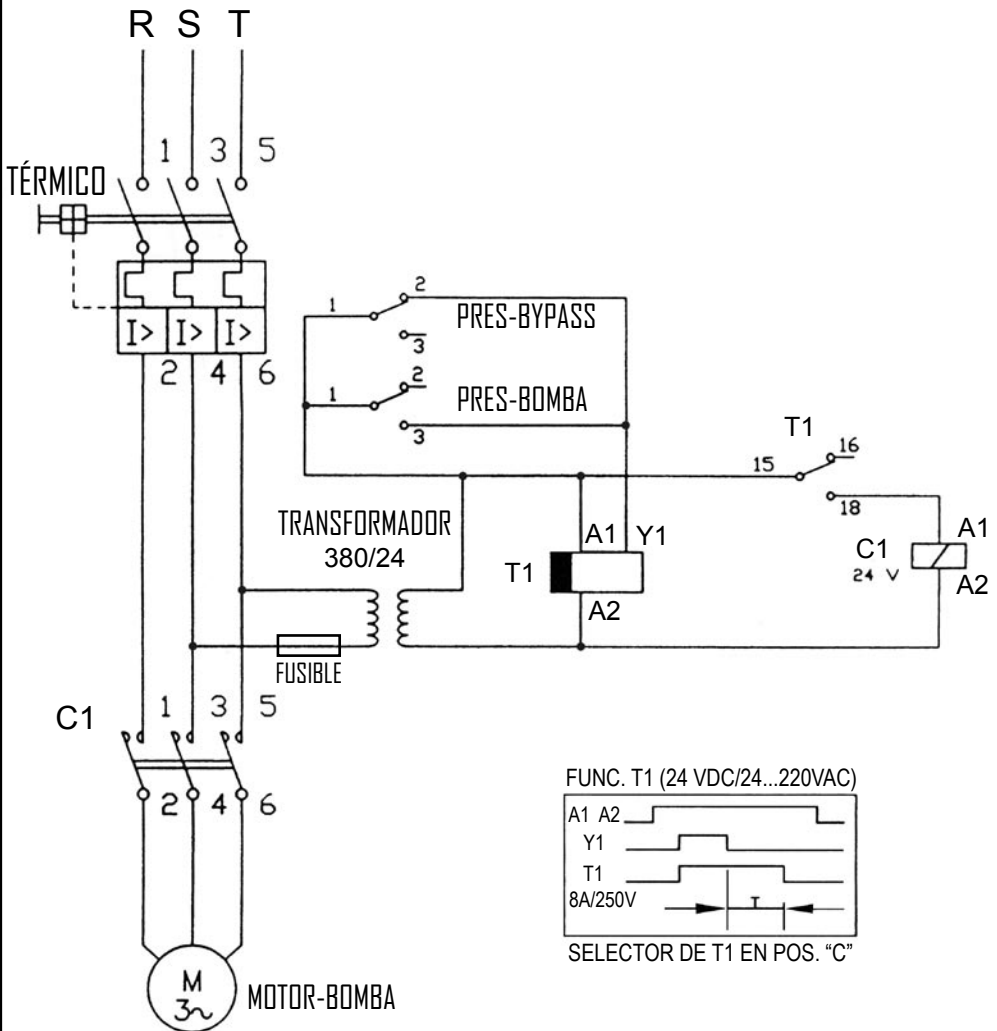 R S T
1 3 5
TÉRMICO
I> I> I>
2 4 6
1 2
PRES-BYPASS
3
1 2
PRES-BOMBA
3
T1
15 16
18
TRANSFORMADOR
380/24
A1 Y1
T1
A2
C1
24 V
A1
A2
FUSIBLE
C1
1 3 5
2 4 6
M
3~
MOTOR-BOMBA
FUNC. T1 (24 VDC/24...220VAC)
A1 A2
Y1
T1
8A/250V
T
SELECTOR DE T1 EN POS. “C”